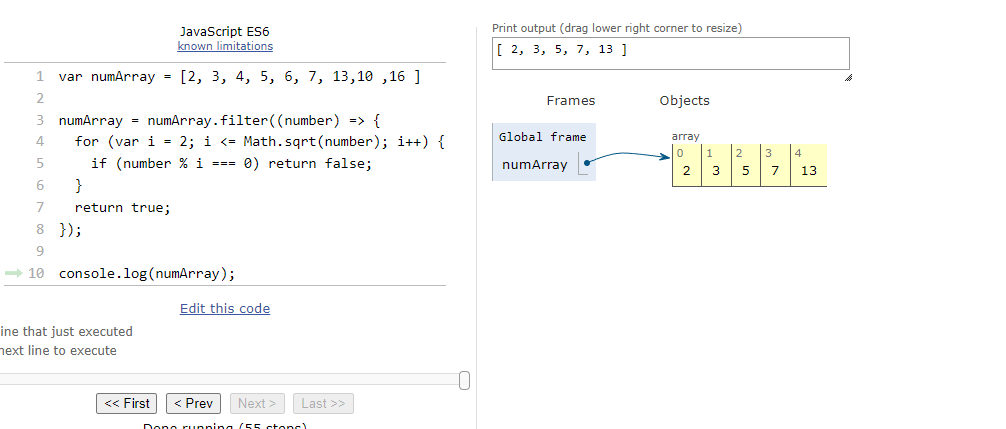 JavaScript ES6
known limitations
1 var numArray = [2, 3, 4, 5, 6, 7, 13,10 ,16 ]
2
3 numArray = numArray.filter((number) => {
4 for (var i = 2; i <= Math.sqrt(number); i++) {
5 if (number % i === 0) return false;
6 }
7 return true;
8 });
9
10 console.log(numArray);
Edit this code
ine that just executed
next line to execute
<< First < Prev Next > Last >>
Done running (55 steps)
Print output (drag lower right corner to resize)
[ 2, 3, 5, 7, 13 ]
Frames Objects
Global frame
numArray
array
0 1 2 3 4
2 3 5 7 13